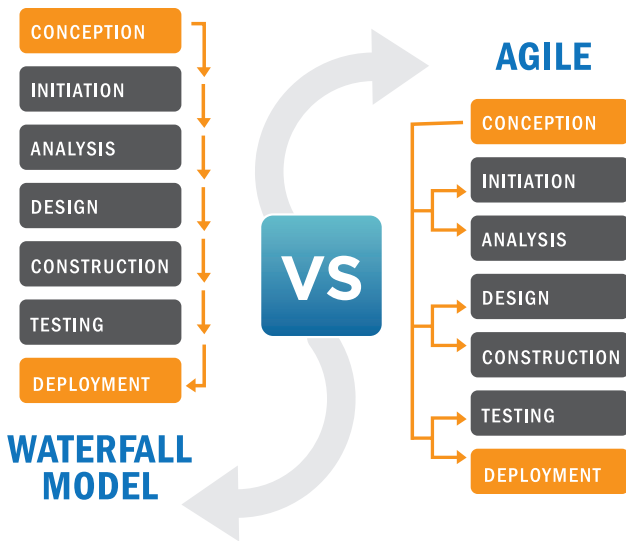 CONCEPTION
INITIATION
ANALYSIS
DESIGN
CONSTRUCTION
TESTING
DEPLOYMENT
WATERFALL
MODEL
VS
AGILE
CONCEPTION
INITIATION
ANALYSIS
DESIGN
CONSTRUCTION
TESTING
DEPLOYMENT